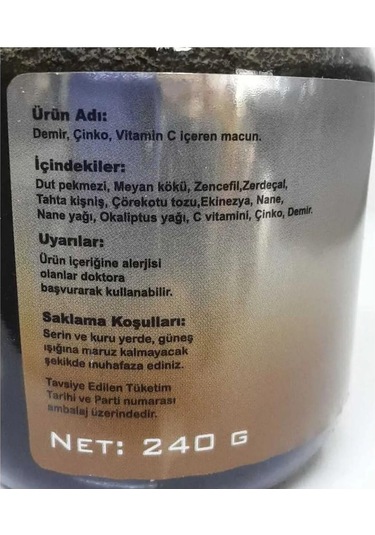 Ürün Adı:
Demir, Çinko, Vitamin C içeren macun.
İçindekiler:
Dut pekmezi, Meyan kökü, Zencefil,Zerdeçal,
Tahta kişniş, Çörekotu tozu,Ekinezya, Nane,
Nane yağı, Okaliptus yağı, C vitamini, Çinko, Demir.
Uyarılar:
Ürün içeriğine alerjisi
olanlar doktora
başvurarak kullanabilir.
Saklama Koşulları:
Serin ve kuru yerde, güneş
ışığına maruz kalmayacak
şekikde muhafaza ediniz.
Tavsiye Edilen Tüketim
Tarihi ve Parti numarası
ambalaj üzerindedir.
NET: 240 G